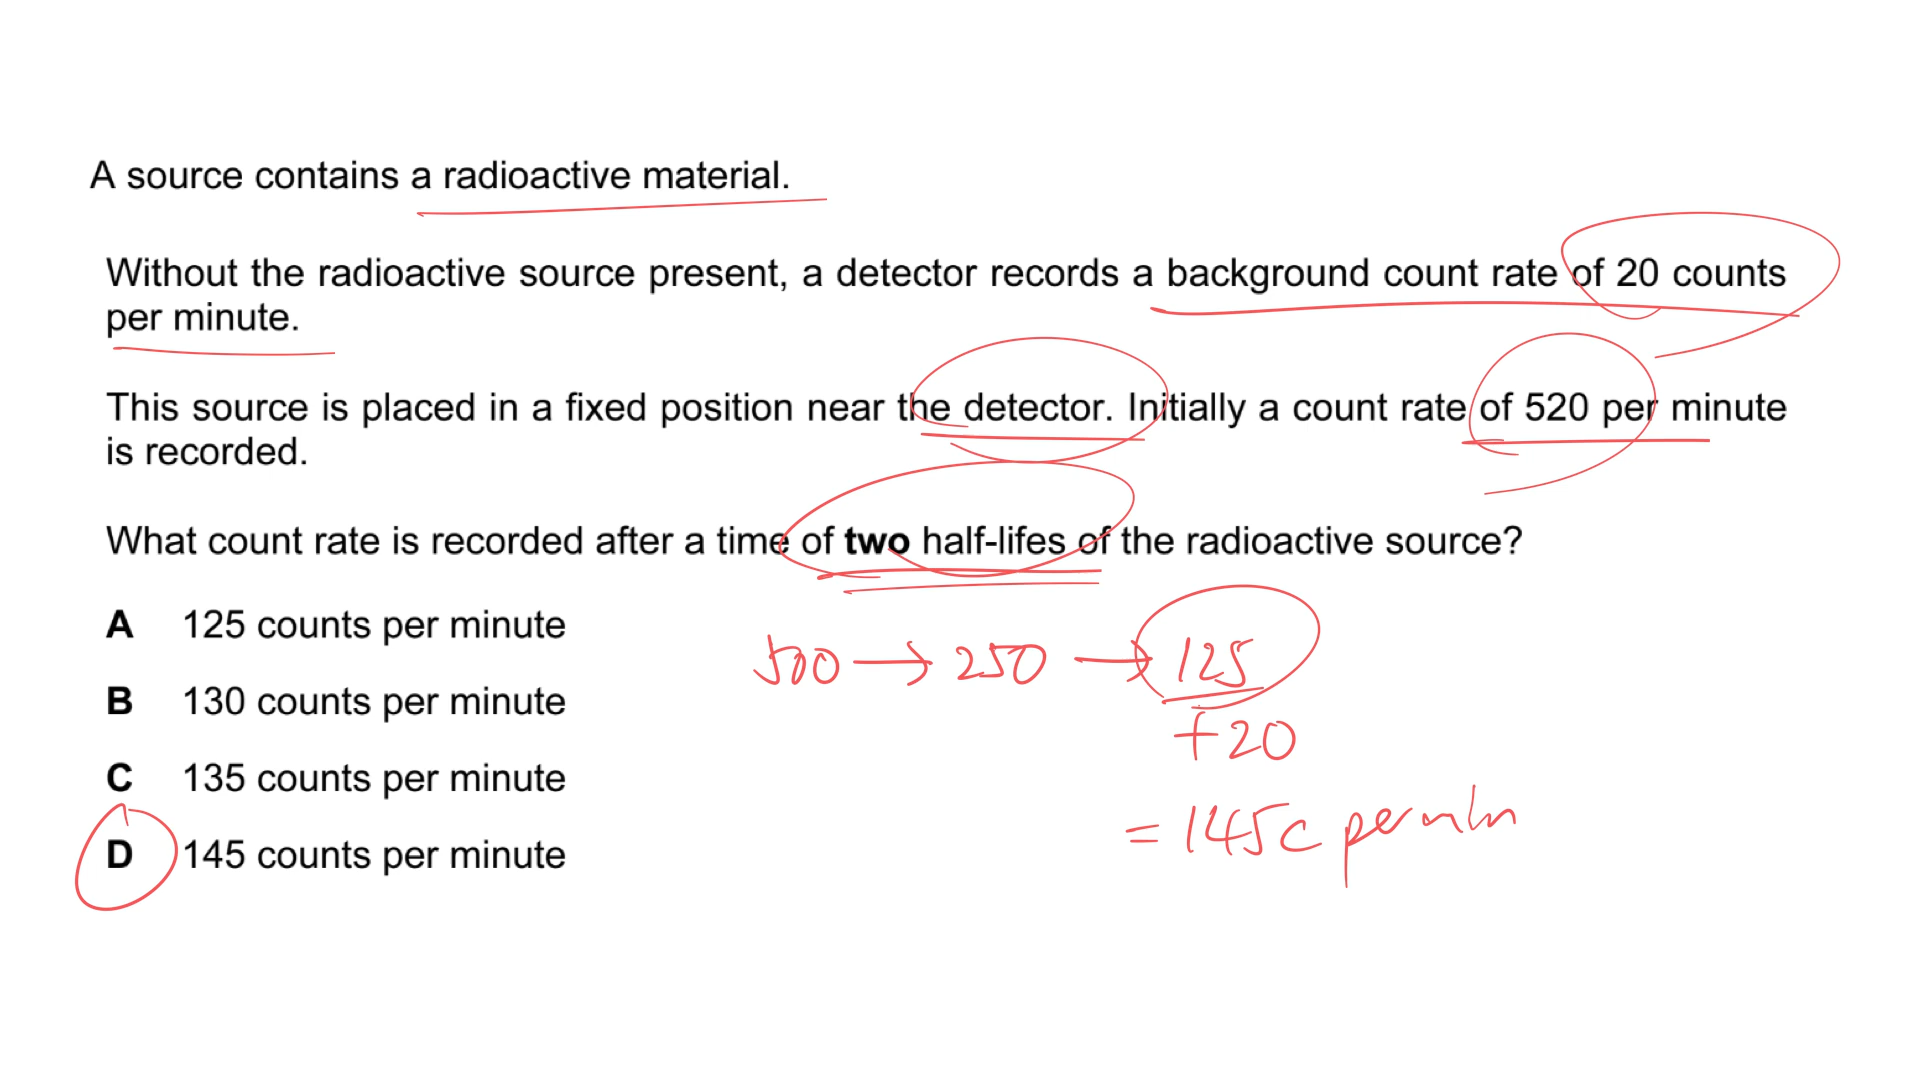 A source contains a radioactive material.
Without the radioactive source present, a detector records a background count rate of 20 counts
per minute.
This source is placed in a fixed position near the detector. Initially a count rate of 520 per minute
is recorded.
What count rate is recorded after a time of two half-lifes of the radioactive source?
A 125 counts per minute
B 130 counts per minute
C 135 counts per minute
D 145 counts per minute
500 → 250 → 125
+20
= 145c per min